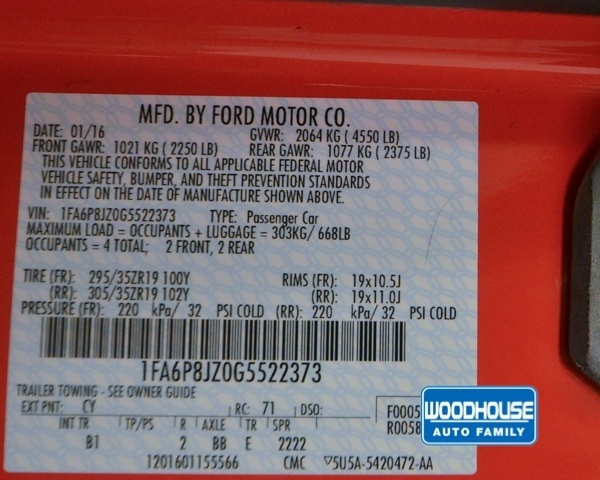 MFD. BY FORD MOTOR CO.
DATE: 01/16 GVWR: 2064 KG ( 4550 LB)
FRONT GAWR: 1021 KG ( 2250 LB) REAR GAWR: 1077 KG ( 2375 LB)
THIS VEHICLE CONFORMS TO ALL APPLICABLE FEDERAL MOTOR
VEHICLE SAFETY, BUMPER, AND THEFT PREVENTION STANDARDS
IN EFFECT ON THE DATE OF MANUFACTURE SHOWN ABOVE.
VIN: 1FA6P8JZ0G5522373 TYPE: Passenger Car
MAXIMUM LOAD = OCCUPANTS + LUGGAGE = 303KG/ 668LB
OCCUPANTS = 4 TOTAL; 2 FRONT, 2 REAR
TIRE (FR): 295/35ZR19 100Y RIMS (FR): 19x10.5J
(RR): 305/35ZR19 102Y (RR): 19x11.0J
PRESSURE (FR): 220 kPa/ 32 PSI COLD (RR): 220 kPa/ 32 PSI COLD
1FA6P8JZ0G5522373
TRAILER TOWING - SEE OWNER GUIDE
EXT PNT: CY RC: 71 DSO: F0005
R0058
INT TR TP/PS R AXLE TR SPR
B1 2 BB E 2222
1201601155566 CMC ▽5U5A-5420472-AA
WOODHOUSE
AUTO FAMILY